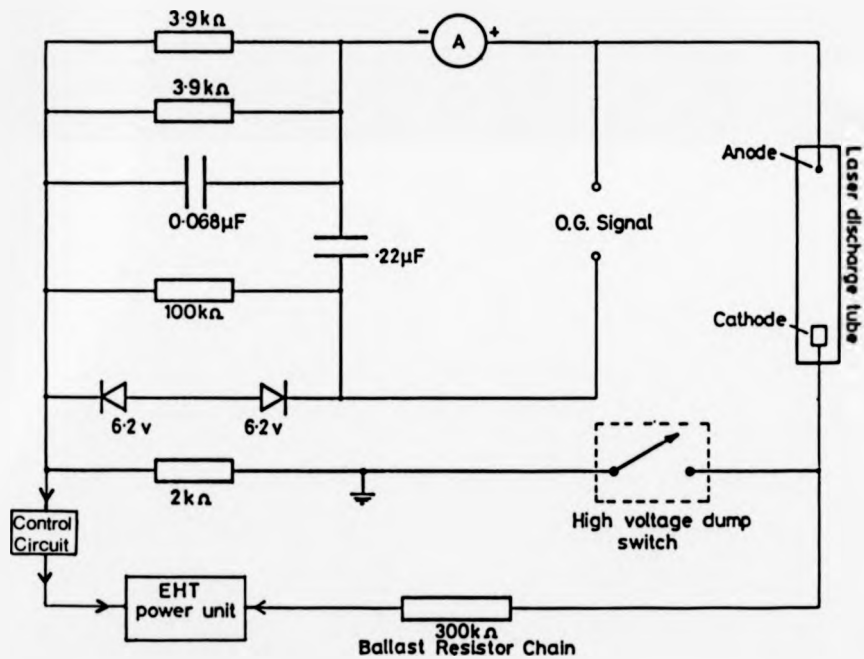 3.9kΩ
- A +
3·9kΩ
Anode
Laser discharge tube
0·068µF
O.G. Signal
·22µF
100kΩ
Cathode
6·2v 6·2v
2kΩ
High voltage dump
switch
Control
Circuit
EHT
power unit
300kΩ
Ballast Resistor Chain